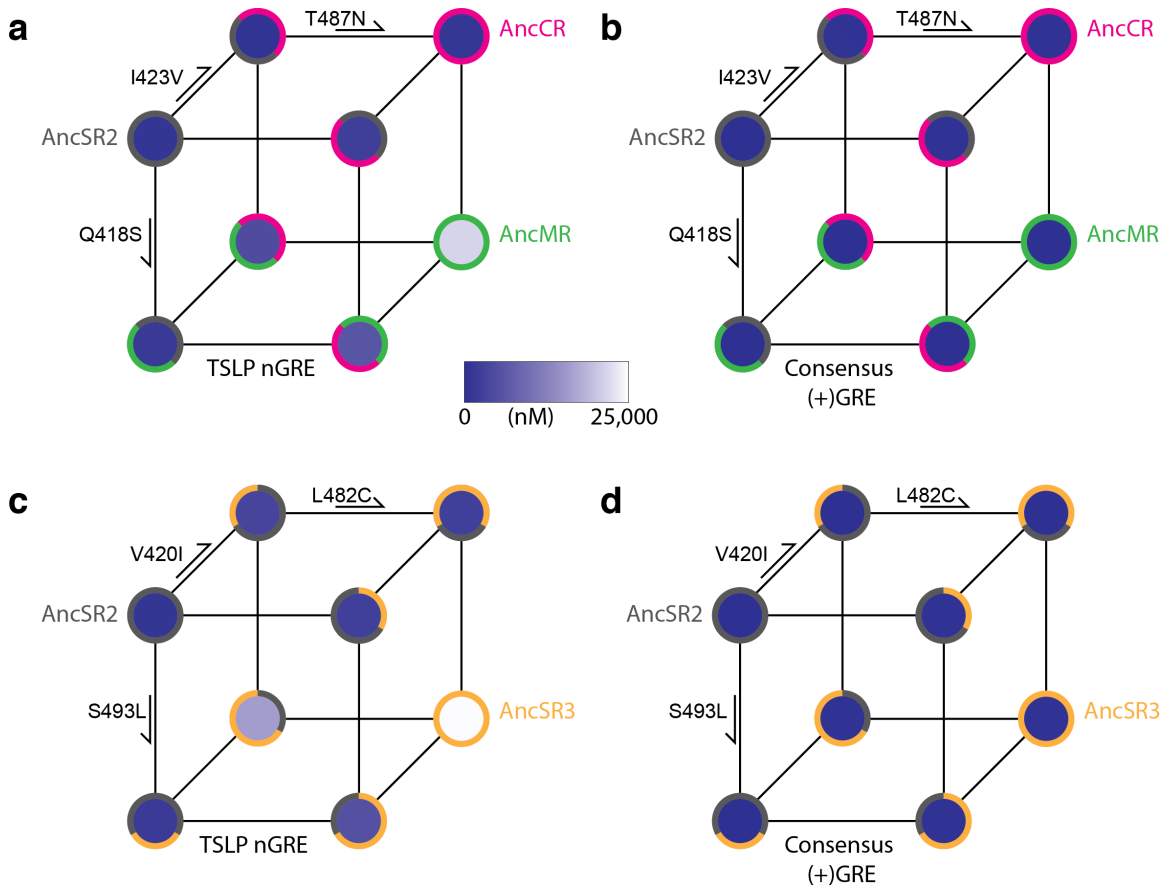 a
T487N
AncCR
I423V
AncSR2
Q418S
AncMR
TSLP nGRE
b
T487N
AncCR
I423V
AncSR2
Q418S
AncMR
Consensus
(+)GRE
0 (nM) 25,000
c
L482C
V420I
AncSR2
S493L
AncSR3
TSLP nGRE
d
L482C
V420I
AncSR2
S493L
AncSR3
Consensus
(+)GRE